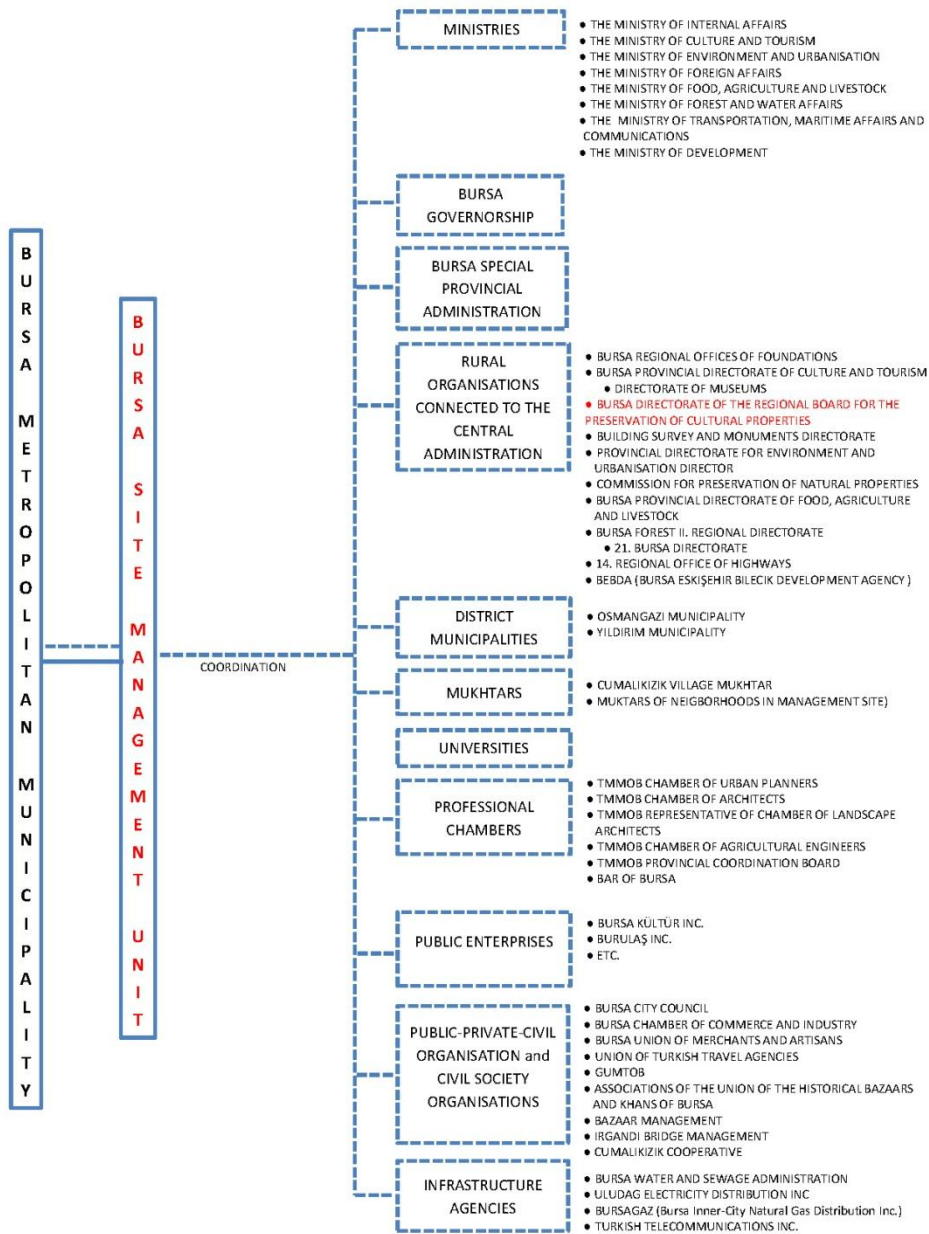 BURSA METROPOLITAN MUNICIPALITY
BURSA SITE MANAGEMENT UNIT
COORDINATION
MINISTRIES
● THE MINISTRY OF INTERNAL AFFAIRS
● THE MINISTRY OF CULTURE AND TOURISM
● THE MINISTRY OF ENVIRONMENT AND URBANISATION
● THE MINISTRY OF FOREIGN AFFAIRS
● THE MINISTRY OF FOOD, AGRICULTURE AND LIVESTOCK
● THE MINISTRY OF FOREST AND WATER AFFAIRS
● THE MINISTRY OF TRANSPORTATION, MARITIME AFFAIRS AND
COMMUNICATIONS
● THE MINISTRY OF DEVELOPMENT
BURSA
GOVERNORSHIP
BURSA SPECIAL
PROVINCIAL
ADMINISTRATION
RURAL
ORGANISATIONS
CONNECTED TO THE
CENTRAL
ADMINISTRATION
● BURSA REGIONAL OFFICES OF FOUNDATIONS
● BURSA PROVINCIAL DIRECTORATE OF CULTURE AND TOURISM
● DIRECTORATE OF MUSEUMS
● BURSA DIRECTORATE OF THE REGIONAL BOARD FOR THE
PRESERVATION OF CULTURAL PROPERTIES
● BUILDING SURVEY AND MONUMENTS DIRECTORATE
● PROVINCIAL DIRECTORATE FOR ENVIRONMENT AND
URBANISATION DIRECTOR
● COMMISSION FOR PRESERVATION OF NATURAL PROPERTIES
● BURSA PROVINCIAL DIRECTORATE OF FOOD, AGRICULTURE
AND LIVESTOCK
● BURSA FOREST II. REGIONAL DIRECTORATE
● 21. BURSA DIRECTORATE
● 14. REGIONAL OFFICE OF HIGHWAYS
● BEBDA (BURSA ESKIŞEHIR BILECIK DEVELOPMENT AGENCY )
DISTRICT
MUNICIPALITIES
● OSMANGAZI MUNICIPALITY
● YILDIRIM MUNICIPALITY
MUKHTARS
● CUMALIKIZIK VILLAGE MUKHTAR
● MUKTARS OF NEIGBORHOODS IN MANAGEMENT SITE)
UNIVERSITIES
PROFESSIONAL
CHAMBERS
● TMMOB CHAMBER OF URBAN PLANNERS
● TMMOB CHAMBER OF ARCHITECTS
● TMMOB REPRESENTATIVE OF CHAMBER OF LANDSCAPE
ARCHITECTS
● TMMOB CHAMBER OF AGRICULTURAL ENGINEERS
● TMMOB PROVINCIAL COORDINATION BOARD
● BAR OF BURSA
PUBLIC ENTERPRISES
● BURSA KÜLTÜR INC.
● BURULAŞ INC.
● ETC.
PUBLIC-PRIVATE-CIVIL
ORGANISATION and
CIVIL SOCIETY
ORGANISATIONS
● BURSA CITY COUNCIL
● BURSA CHAMBER OF COMMERCE AND INDUSTRY
● BURSA UNION OF MERCHANTS AND ARTISANS
● UNION OF TURKISH TRAVEL AGENCIES
● GUMTOB
● ASSOCIATIONS OF THE UNION OF THE HISTORICAL BAZAARS
AND KHANS OF BURSA
● BAZAAR MANAGEMENT
● IRGANDI BRIDGE MANAGEMENT
● CUMALIKIZIK COOPERATIVE
INFRASTRUCTURE
AGENCIES
● BURSA WATER AND SEWAGE ADMINISTRATION
● ULUDAG ELECTRICITY DISTRIBUTION INC
● BURSAGAZ (Bursa Inner-City Natural Gas Distribution Inc.)
● TURKISH TELECOMMUNICATIONS INC.